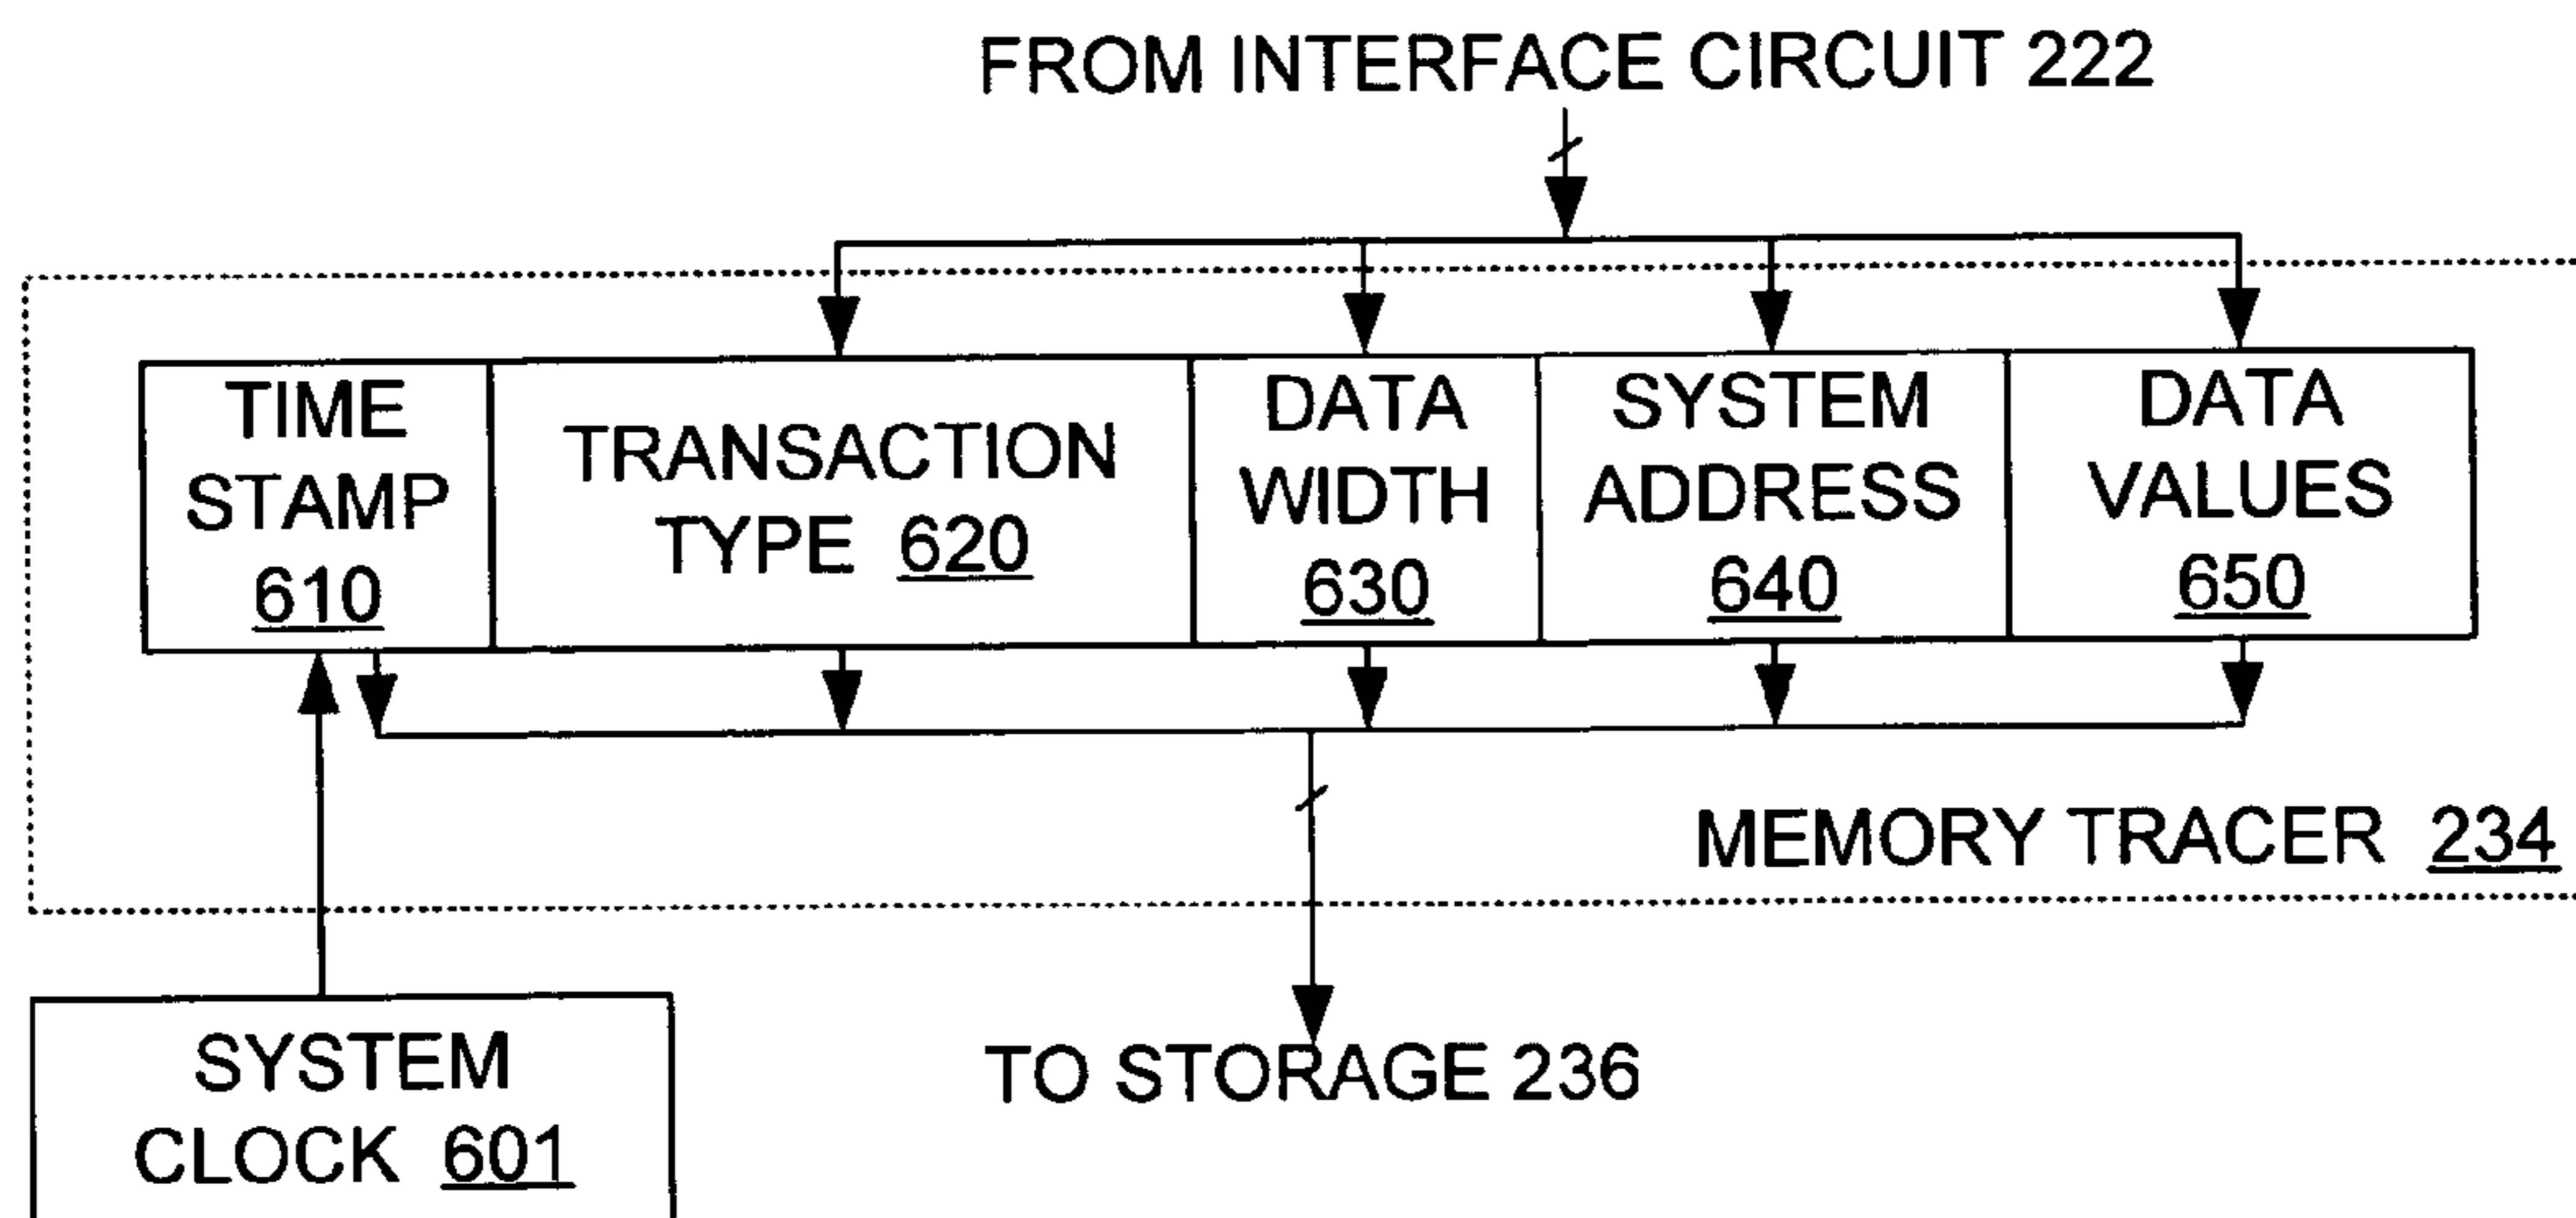 FROM INTERFACE CIRCUIT 222
TIME
STAMP
610
TRANSACTION
TYPE 620
DATA
WIDTH
630
SYSTEM
ADDRESS
640
DATA
VALUES
650
MEMORY TRACER 234
SYSTEM
CLOCK 601
TO STORAGE 236